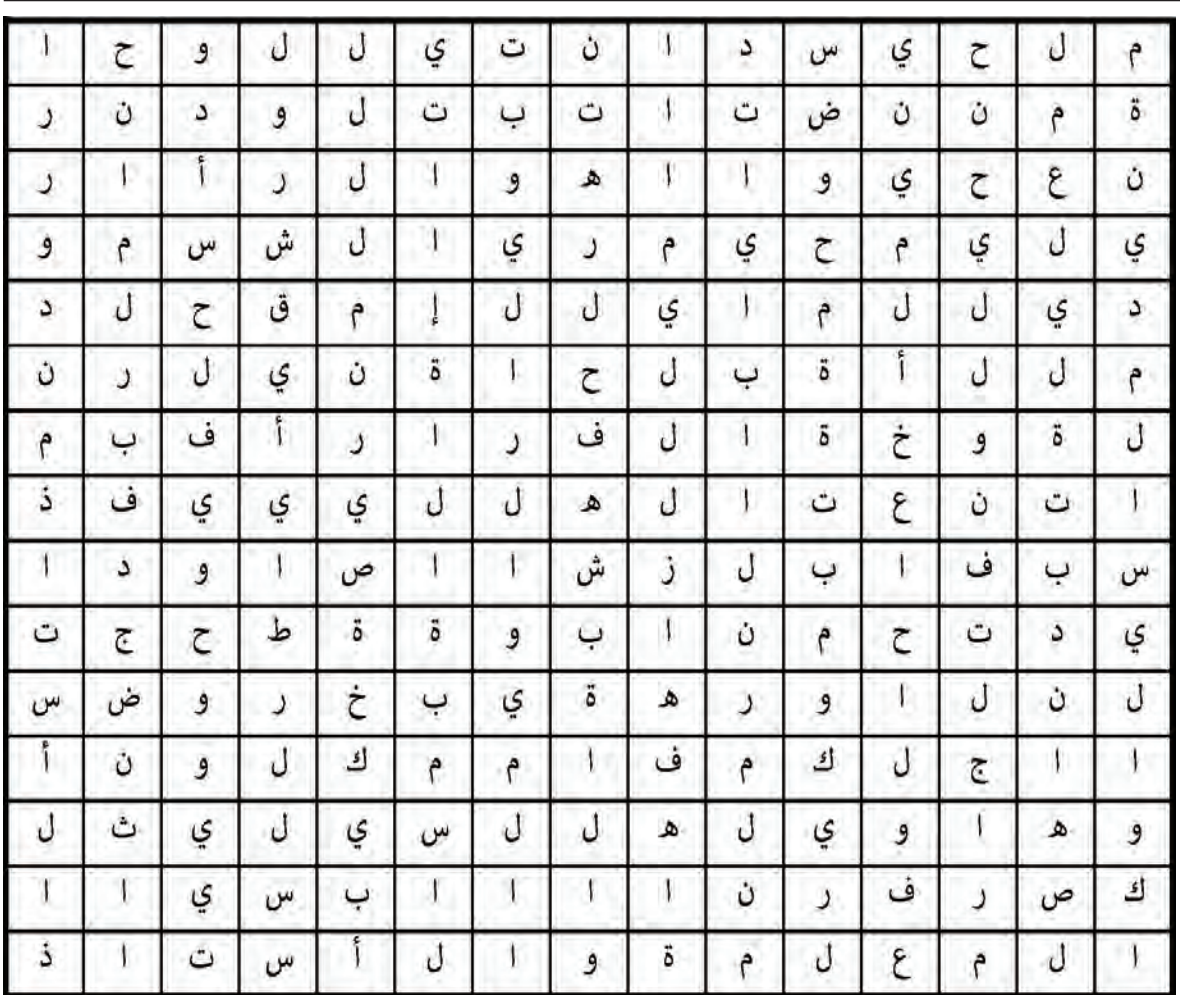 م ل ح ي س د ا ن ت ي ل ل و ح ا
ة م ن ن ض ت ا ت ب ت ل و د ن ر
ن ع ح ي و ا ا ه و ا ل ر أ ا ر
ي ل ي م ح ي م ر ي ا ل ش س م و
د ي ل ل م ا ي ل ل إ م ق ح ل د
م ل ل أ ة ب ل ح ا ة ن ي ل ر ن
ل ة و خ ة ا ل ف ر ا ر أ ف ب م
ا ت ن ع ت ا ل ه ل ل ي ي ي ف ذ
س ب ف ا ب ل ز ش ا ا ص ا و د ا
ي د ت ح م ن ا ب و ة ة ط ح ج ت
ل ن ل ا و ر ه ة ي ب خ ر و ض س
ا ا ج ل ك م ف ا م م ك ل و ن أ
و ه ا و ي ل ه ل ل س ي ل ي ث ل
ك ص ر ف ر ن ا ا ا ا ب س ي ا ا
ا ل م ع ل م ة و ا ل أ س ت ا ذ